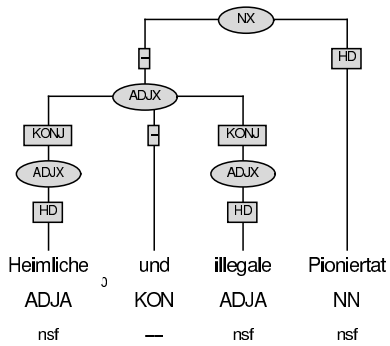 NX
– HD
ADJX
KONJ – KONJ
ADJX ADJX
HD HD
Heimliche und illegale Pioniertat
ADJA KON ADJA NN
nsf –– nsf nsf